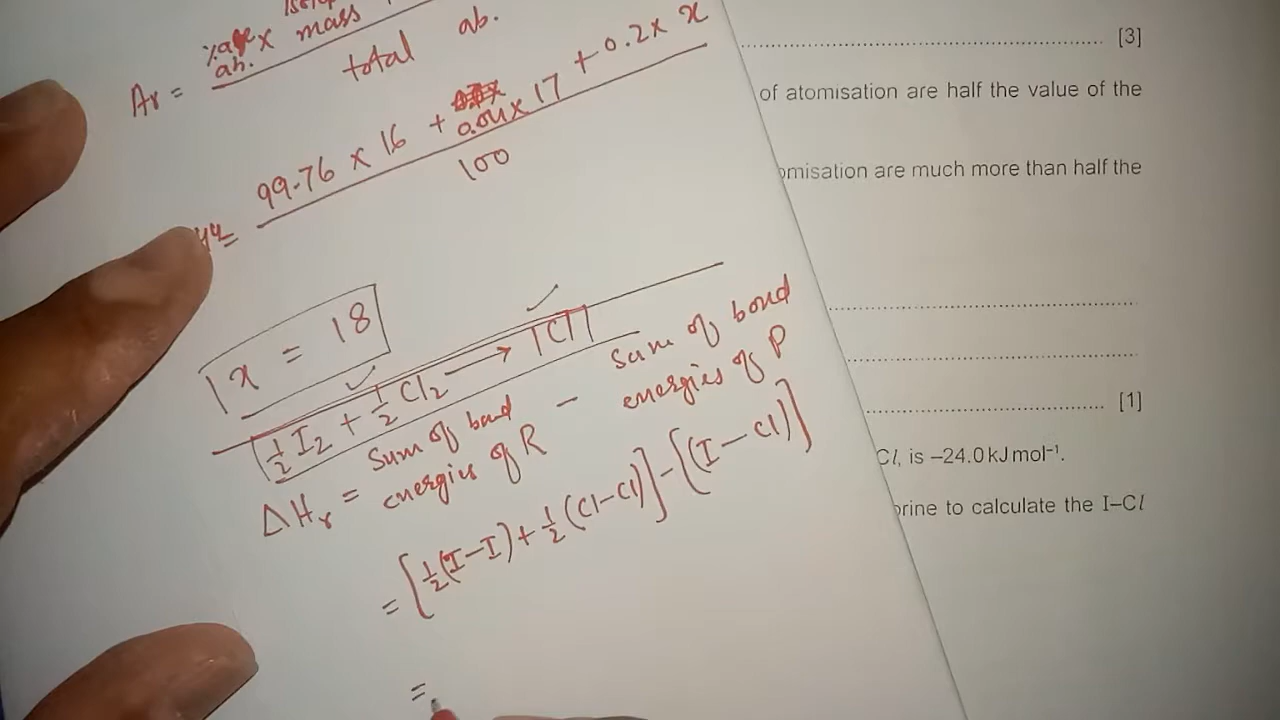 Ar = %age ab. × mass
total ab.
99.76 × 16 + 0.04 × 17 + 0.2 × x
100
x = 18
½ I2 + ½ Cl2 → ICl
ΔHr = Sum of bond energies of R − Sum of bond energies of P
= [½(I−I) + ½(Cl−Cl)] − [(I−Cl)]
=
[3]
of atomisation are half the value of the
omisation are much more than half the
[1]
Cl, is −24.0 kJ mol⁻¹.
orine to calculate the I–Cl